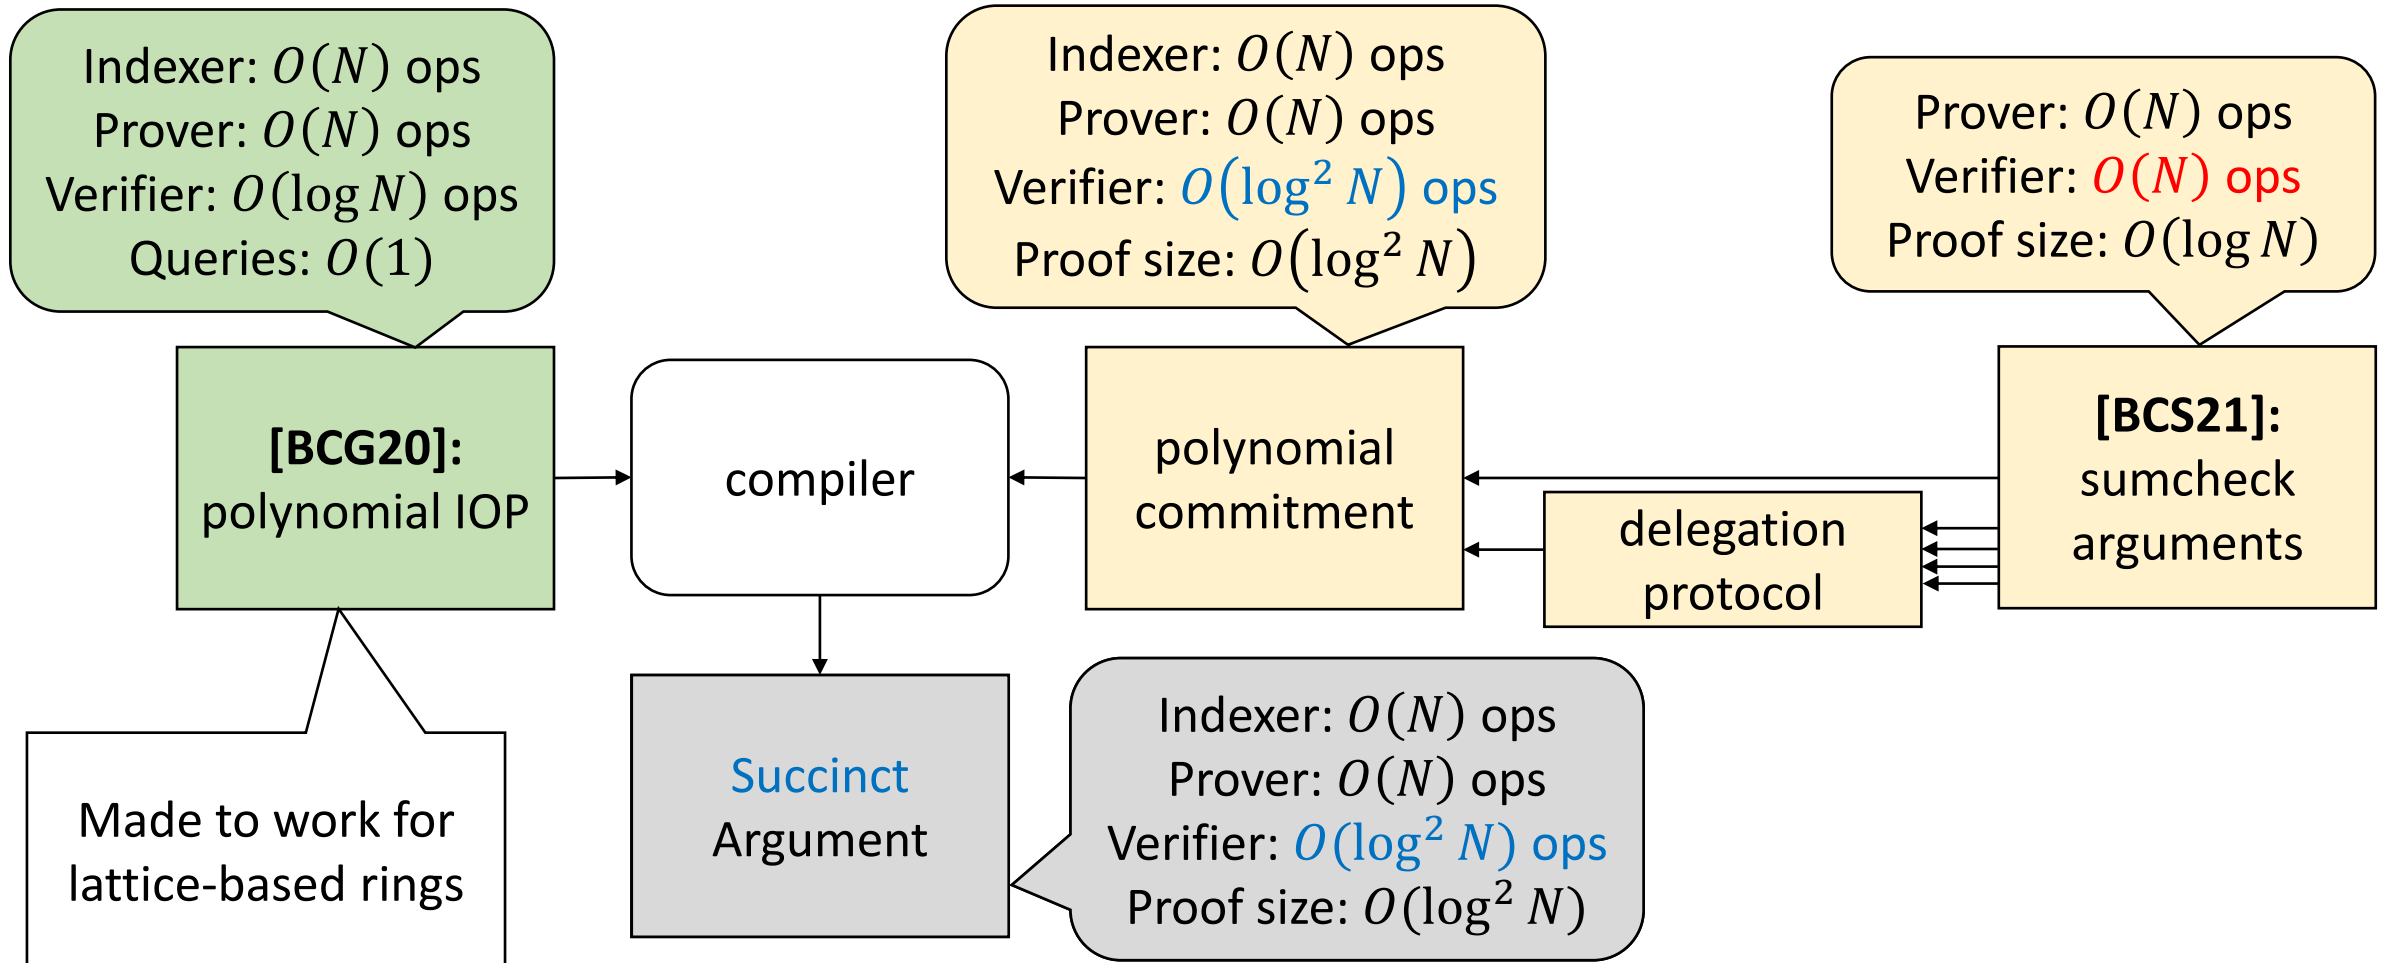 Indexer: O(N) ops
Prover: O(N) ops
Verifier: O(log N) ops
Queries: O(1)
Indexer: O(N) ops
Prover: O(N) ops
Verifier: O(log² N) ops
Proof size: O(log² N)
Prover: O(N) ops
Verifier: O(N) ops
Proof size: O(log N)
[BCG20]:
polynomial IOP
compiler
polynomial
commitment
delegation
protocol
[BCS21]:
sumcheck
arguments
Made to work for
lattice-based rings
Succinct
Argument
Indexer: O(N) ops
Prover: O(N) ops
Verifier: O(log² N) ops
Proof size: O(log² N)